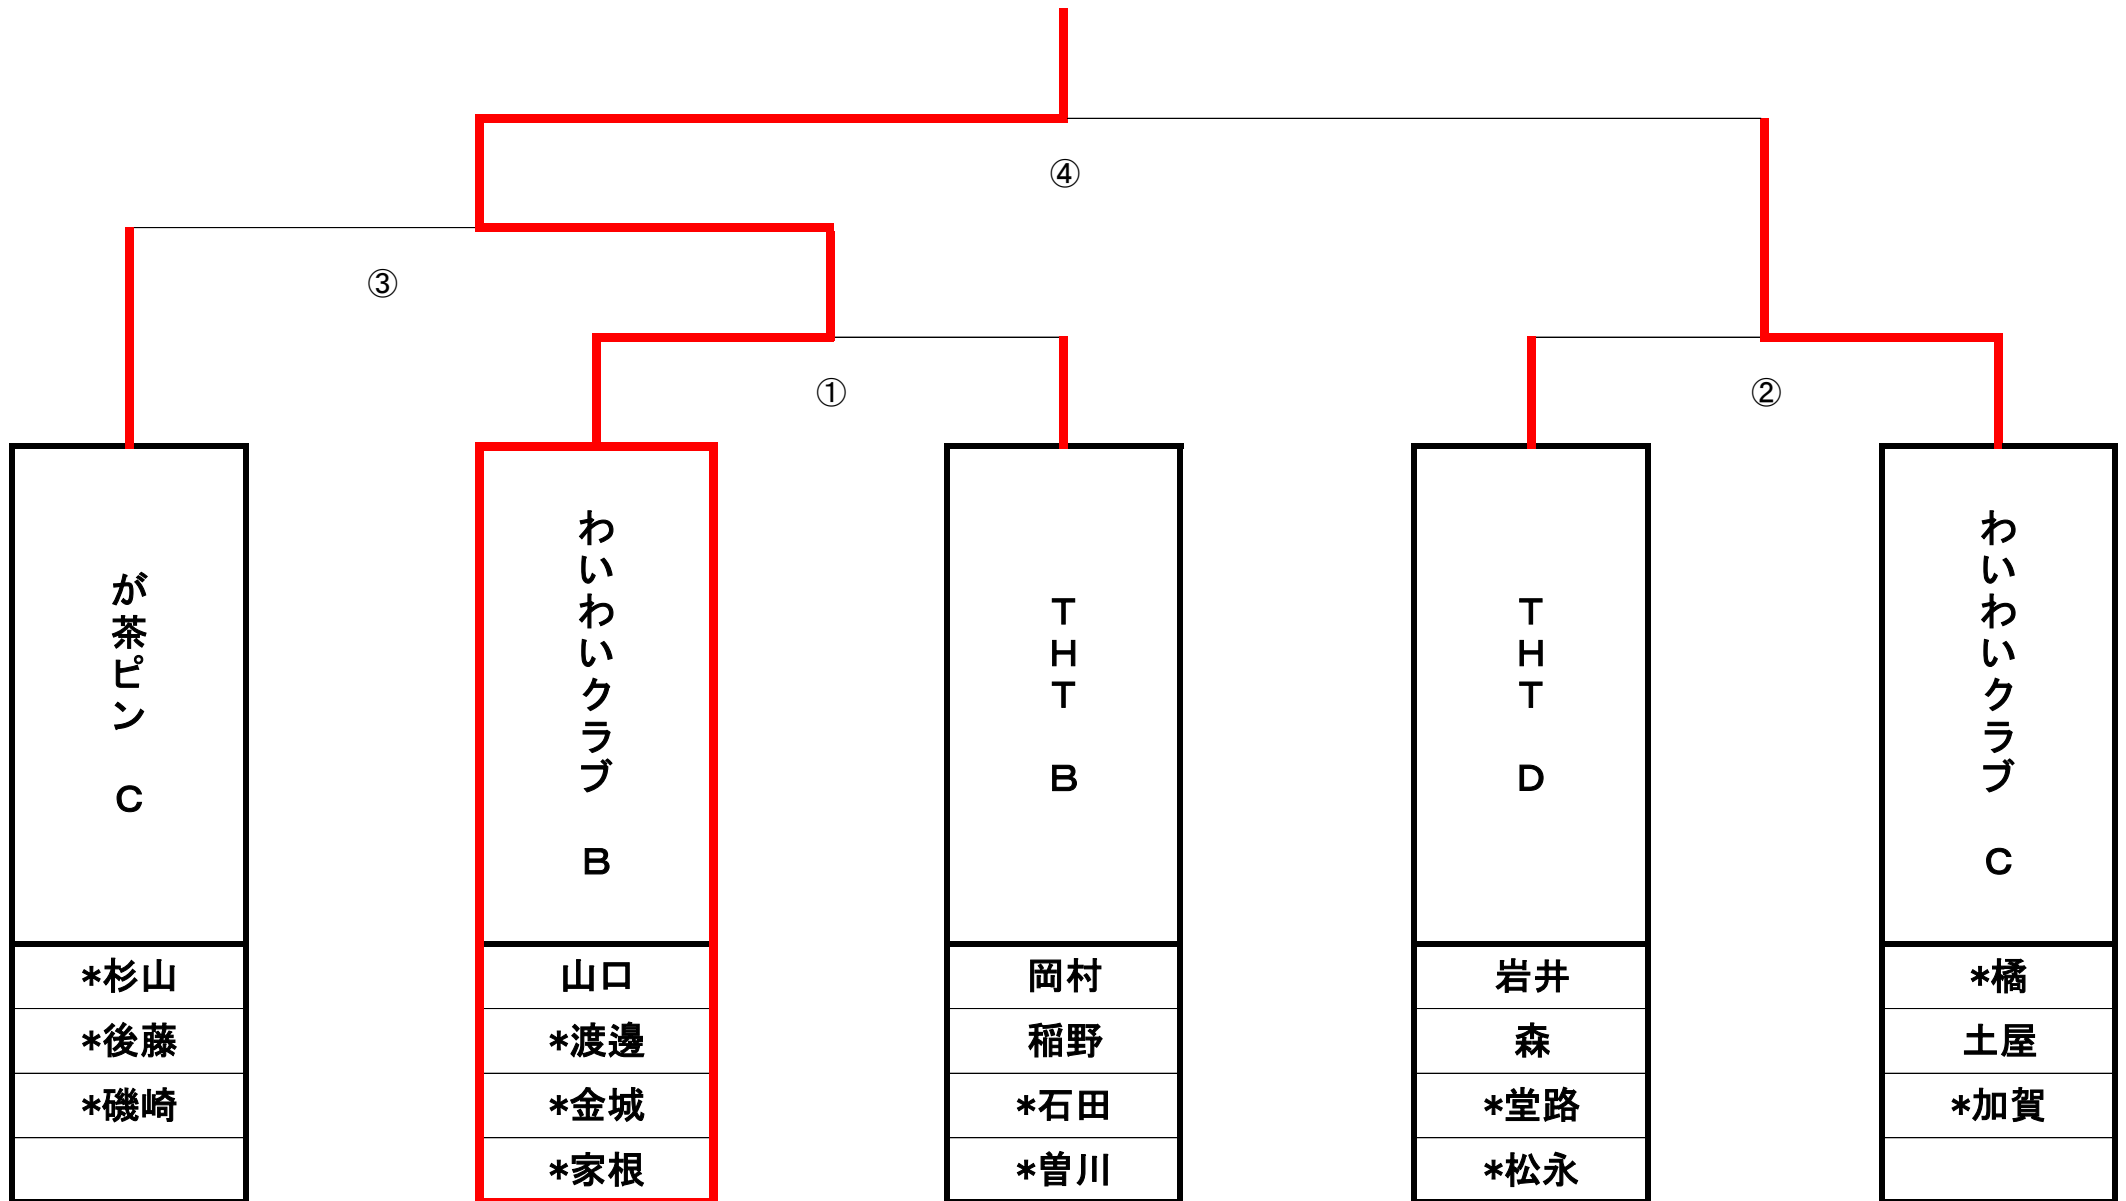 ④
③
①
②
が茶ピン　Ｃ
わいわいクラブ　Ｂ
ＴＨＴ　Ｂ
ＴＨＴ　Ｄ
わいわいクラブ　Ｃ
*杉山
山口
岡村
岩井
*橘
*後藤
*渡邊
稲野
森
土屋
*磯崎
*金城
*石田
*堂路
*加賀
*家根
*曽川
*松永